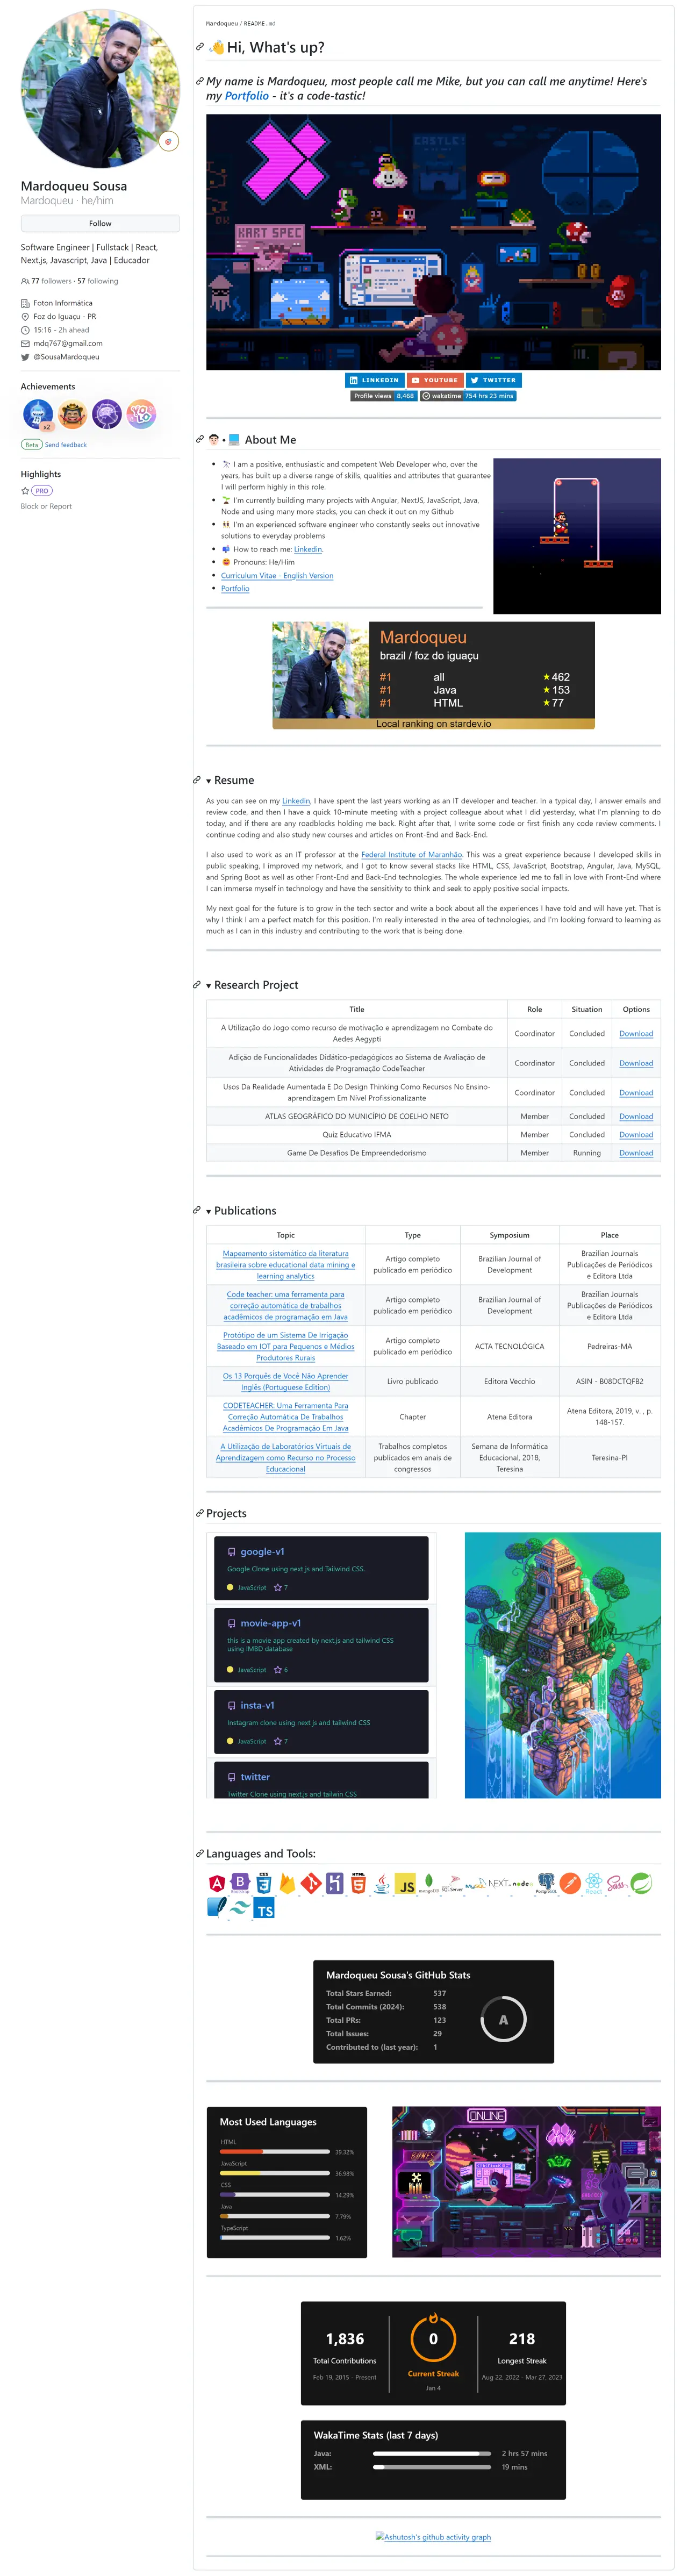 Mardoqueu Sousa
Mardoqueu · he/him
Follow
Software Engineer | Fullstack | React,
Next.js, Javascript, Java | Educador
77 followers · 57 following
Foton Informática
Foz do Iguaçu - PR
15:16 - 2h ahead
mdq767@gmail.com
@SousaMardoqueu
Achievements
x2
YOLO
Beta Send feedback
Highlights
PRO
Block or Report
Mardoqueu / README.md
👋 Hi, What's up?
My name is Mardoqueu, most people call me Mike, but you can call me anytime! Here's
my Portfolio - it's a code-tastic!
CASTLE
KART SPEC
LINKEDIN YOUTUBE TWITTER
Profile views 8,468 wakatime 754 hrs 23 mins
About Me
I am a positive, enthusiastic and competent Web Developer who, over the
years, has built up a diverse range of skills, qualities and attributes that guarantee
I will perform highly in this role.
I'm currently building many projects with Angular, NextJS, JavaScript, Java,
Node and using many more stacks, you can check it out on my Github
I'm an experienced software engineer who constantly seeks out innovative
solutions to everyday problems
How to reach me: Linkedin.
Pronouns: He/Him
Curriculum Vitae - English Version
Portfolio
Mardoqueu
brazil / foz do iguaçu
#1 all ★462
#1 Java ★153
#1 HTML ★77
Local ranking on stardev.io
Resume
As you can see on my Linkedin, I have spent the last years working as an IT developer and teacher. In a typical day, I answer emails and
review code, and then I have a quick 10-minute meeting with a project colleague about what I did yesterday, what I'm planning to do
today, and if there are any roadblocks holding me back. Right after that, I write some code or first finish any code review comments. I
continue coding and also study new courses and articles on Front-End and Back-End.
I also used to work as an IT professor at the Federal Institute of Maranhão. This was a great experience because I developed skills in
public speaking, I improved my network, and I got to know several stacks like HTML, CSS, JavaScript, Bootstrap, Angular, Java, MySQL,
and Spring Boot as well as other Front-End and Back-End technologies. The whole experience led me to fall in love with Front-End where
I can immerse myself in technology and have the sensitivity to think and seek to apply positive social impacts.
My next goal for the future is to grow in the tech sector and write a book about all the experiences I have told and will have yet. That is
why I think I am a perfect match for this position. I'm really interested in the area of technologies, and I'm looking forward to learning as
much as I can in this industry and contributing to the work that is being done.
Research Project
Title Role Situation Options
A Utilização do Jogo como recurso de motivação e aprendizagem no Combate do
Aedes Aegypti
Coordinator Concluded Download
Adição de Funcionalidades Didático-pedagógicos ao Sistema de Avaliação de
Atividades de Programação CodeTeacher
Coordinator Concluded Download
Usos Da Realidade Aumentada E Do Design Thinking Como Recursos No Ensino-
aprendizagem Em Nível Profissionalizante
Coordinator Concluded Download
ATLAS GEOGRÁFICO DO MUNICÍPIO DE COELHO NETO Member Concluded Download
Quiz Educativo IFMA Member Concluded Download
Game De Desafios De Empreendedorismo Member Running Download
Publications
Topic Type Symposium Place
Mapeamento sistemático da literatura
brasileira sobre educational data mining e
learning analytics
Artigo completo
publicado em periódico
Brazilian Journal of
Development
Brazilian Journals
Publicações de Periódicos
e Editora Ltda
Code teacher: uma ferramenta para
correção automática de trabalhos
acadêmicos de programação em Java
Artigo completo
publicado em periódico
Brazilian Journal of
Development
Brazilian Journals
Publicações de Periódicos
e Editora Ltda
Protótipo de um Sistema De Irrigação
Baseado em IOT para Pequenos e Médios
Produtores Rurais
Artigo completo
publicado em periódico
ACTA TECNOLÓGICA
Pedreiras-MA
Os 13 Porquês de Você Não Aprender
Inglês (Portuguese Edition)
Livro publicado
Editora Vecchio
ASIN - B08DCTQFB2
CODETEACHER: Uma Ferramenta Para
Correção Automática De Trabalhos
Acadêmicos De Programação Em Java
Chapter
Atena Editora
Atena Editora, 2019, v. , p.
148-157.
A Utilização de Laboratórios Virtuais de
Aprendizagem como Recurso no Processo
Educacional
Trabalhos completos
publicados em anais de
congressos
Semana de Informática
Educacional, 2018,
Teresina
Teresina-PI
Projects
google-v1
Google Clone using next js and Tailwind CSS.
JavaScript 7
movie-app-v1
this is a movie app created by next.js and tailwind CSS
using IMBD database
JavaScript 6
insta-v1
Instagram clone using next js and tailwind CSS
JavaScript 7
twitter
Twitter Clone using next.js and tailwin CSS
Languages and Tools:
A B CSS 3 H HTML 5 Java JS mongoDB SQL Server MySQL NEXT node PostgreSQL React Sass
TS
Mardoqueu Sousa's GitHub Stats
Total Stars Earned: 537
Total Commits (2024): 538
Total PRs: 123
Total Issues: 29
Contributed to (last year): 1
A
Most Used Languages
HTML
39.32%
JavaScript
36.98%
CSS
14.29%
Java
7.79%
TypeScript
1.62%
ONLINE
1,836
Total Contributions
Feb 19, 2015 - Present
0
Current Streak
Jan 4
218
Longest Streak
Aug 22, 2022 - Mar 27, 2023
WakaTime Stats (last 7 days)
Java: 2 hrs 57 mins
XML: 19 mins
Ashutosh's github activity graph